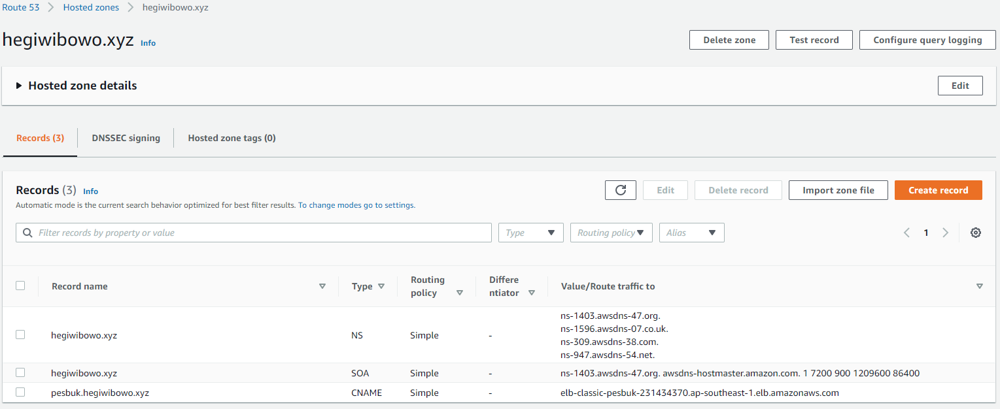 Route 53 > Hosted zones > hegiwibowo.xyz
hegiwibowo.xyz Info
Delete zone Test record Configure query logging
Hosted zone details Edit
Records (3) DNSSEC signing Hosted zone tags (0)
Records (3) Info
Edit Delete record Import zone file Create record
Automatic mode is the current search behavior optimized for best filter results. To change modes go to settings.
Filter records by property or value Type Routing policy Alias 1
Record name Type Routing policy Differentiator Value/Route traffic to
hegiwibowo.xyz NS Simple - ns-1403.awsdns-47.org.
ns-1596.awsdns-07.co.uk.
ns-309.awsdns-38.com.
ns-947.awsdns-54.net.
hegiwibowo.xyz SOA Simple - ns-1403.awsdns-47.org. awsdns-hostmaster.amazon.com. 1 7200 900 1209600 86400
pesbuk.hegiwibowo.xyz CNAME Simple - elb-classic-pesbuk-231434370.ap-southeast-1.elb.amazonaws.com